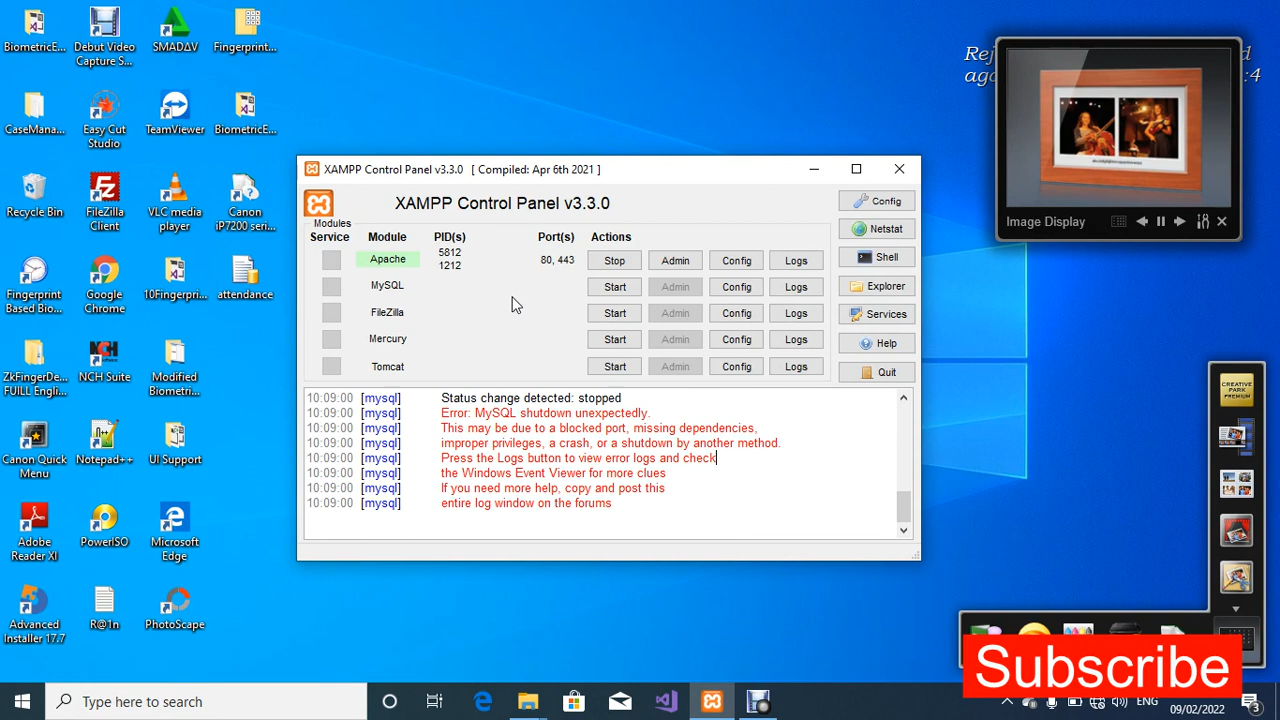 BiometricE...
Debut Video
Capture S...
SMADAV
Fingerprint...
CaseMana...
Easy Cut
Studio
TeamViewer
BiometricE...
Recycle Bin
FileZilla
Client
VLC media
player
Canon
iP7200 seri...
Fingerprint
Based Bio...
Google
Chrome
10Fingerpri...
attendance
ZkFingerDe...
FUILL Engli...
NCH Suite
Modified
Biometri...
Canon Quick
Menu
Notepad++
UI Support
Adobe
Reader XI
PowerISO
Microsoft
Edge
Advanced
Installer 17.7
R@1n
PhotoScape
Rej
d
aga
:4
Image Display
XAMPP Control Panel v3.3.0 [ Compiled: Apr 6th 2021 ]
XAMPP Control Panel v3.3.0
Config
Modules
Service Module PID(s) Port(s) Actions
Netstat
Apache 5812 1212 80, 443 Stop Admin Config Logs
Shell
MySQL Start Admin Config Logs
Explorer
FileZilla Start Admin Config Logs
Services
Mercury Start Admin Config Logs
Help
Tomcat Start Admin Config Logs
Quit
10:09:00 [mysql] Status change detected: stopped
10:09:00 [mysql] Error: MySQL shutdown unexpectedly.
10:09:00 [mysql] This may be due to a blocked port, missing dependencies,
10:09:00 [mysql] improper privileges, a crash, or a shutdown by another method.
10:09:00 [mysql] Press the Logs button to view error logs and check
10:09:00 [mysql] the Windows Event Viewer for more clues
10:09:00 [mysql] If you need more help, copy and post this
10:09:00 [mysql] entire log window on the forums
CREATIVE
PARK
PREMIUM
Subscribe
Type here to search
ENG
09/02/2022
3